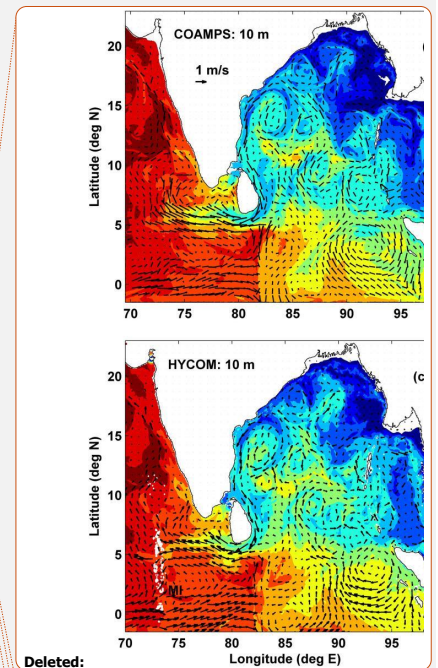 COAMPS: 10 m
(
1 m/s
20
15
10
5
0
Latitude (deg N)
70 75 80 85 90 95
HYCOM: 10 m
(c
20
15
10
5
0
MI
Latitude (deg N)
70 75 80 85 90 95
Longitude (deg E)
Deleted: